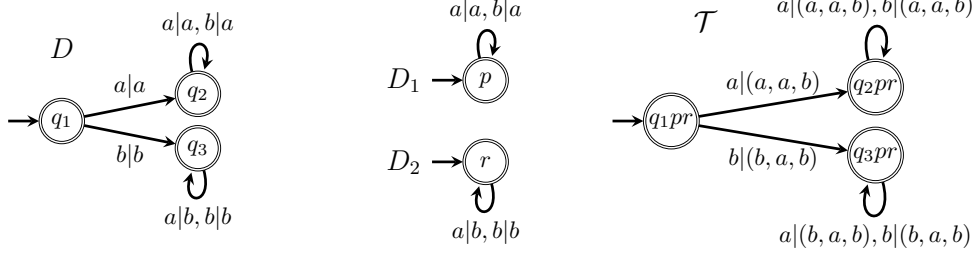 D
q₁
a|a
b|b
a|a, b|a
q₂
q₃
a|b, b|b
D₁
a|a, b|a
p
D₂
r
a|b, b|b
𝒯
q₁pr
a|(a, a, b)
b|(b, a, b)
a|(a, a, b), b|(a, a, b)
q₂pr
q₃pr
a|(b, a, b), b|(b, a, b)